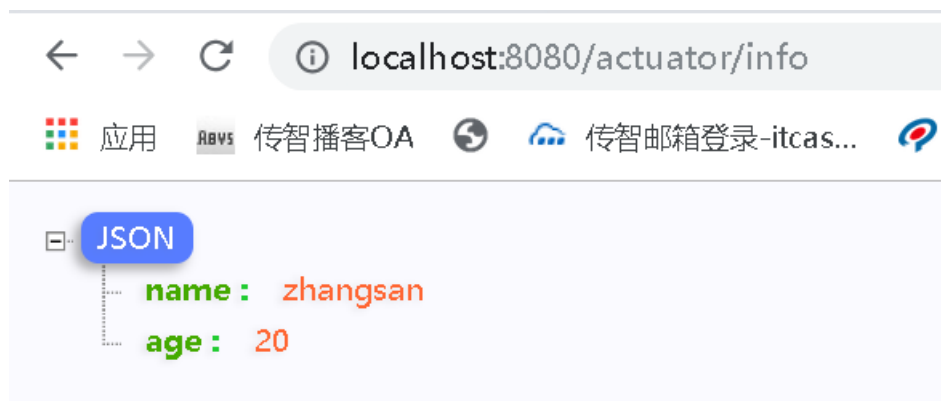 localhost:8080/actuator/info
应用 ABVS 传智播客OA 传智邮箱登录-itcas...
JSON
name : zhangsan
age : 20